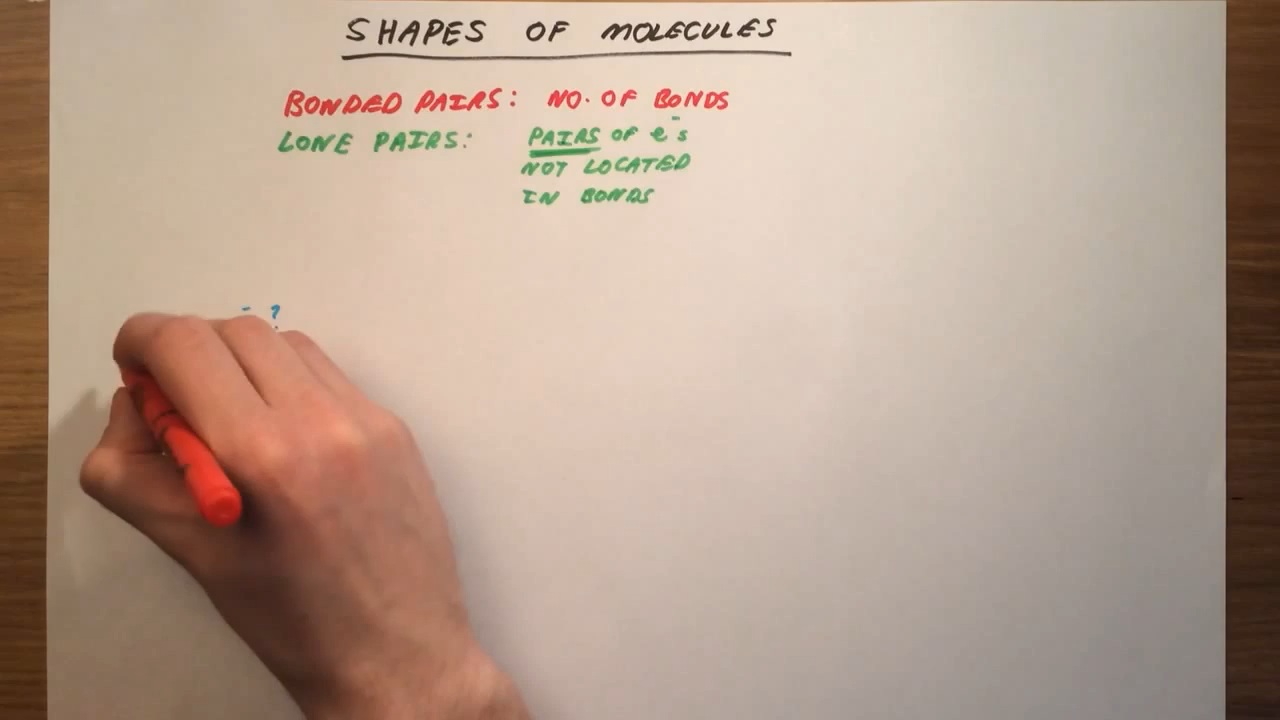 SHAPES OF MOLECULES
BONDED PAIRS: NO. OF BONDS
LONE PAIRS: PAIRS OF e⁻s
NOT LOCATED
IN BONDS
- ?